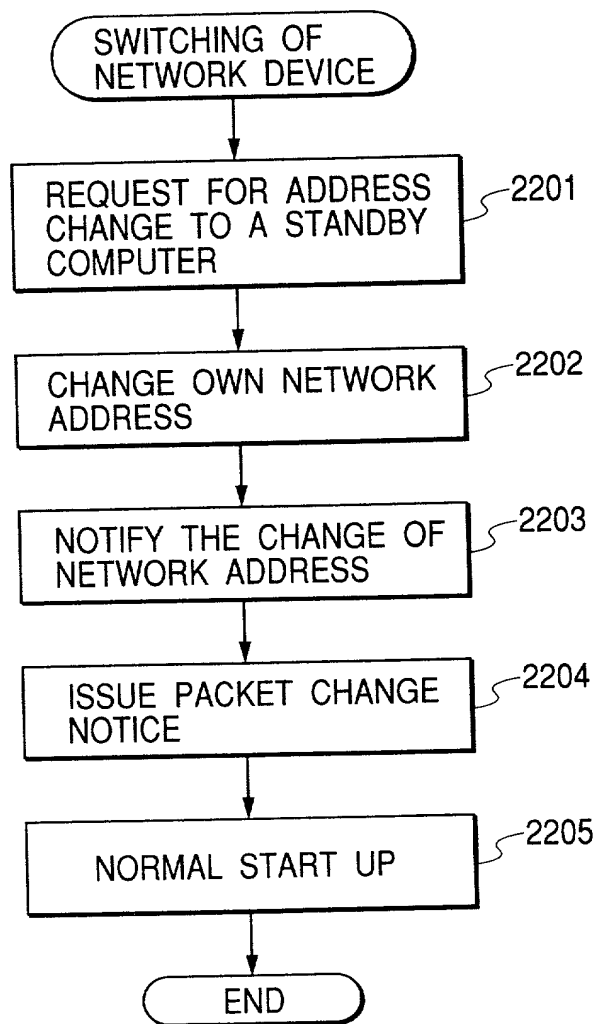 SWITCHING OF
NETWORK DEVICE
REQUEST FOR ADDRESS
CHANGE TO A STANDBY
COMPUTER
2201
CHANGE OWN NETWORK
ADDRESS
2202
NOTIFY THE CHANGE OF
NETWORK ADDRESS
2203
ISSUE PACKET CHANGE
NOTICE
2204
NORMAL START UP
2205
END